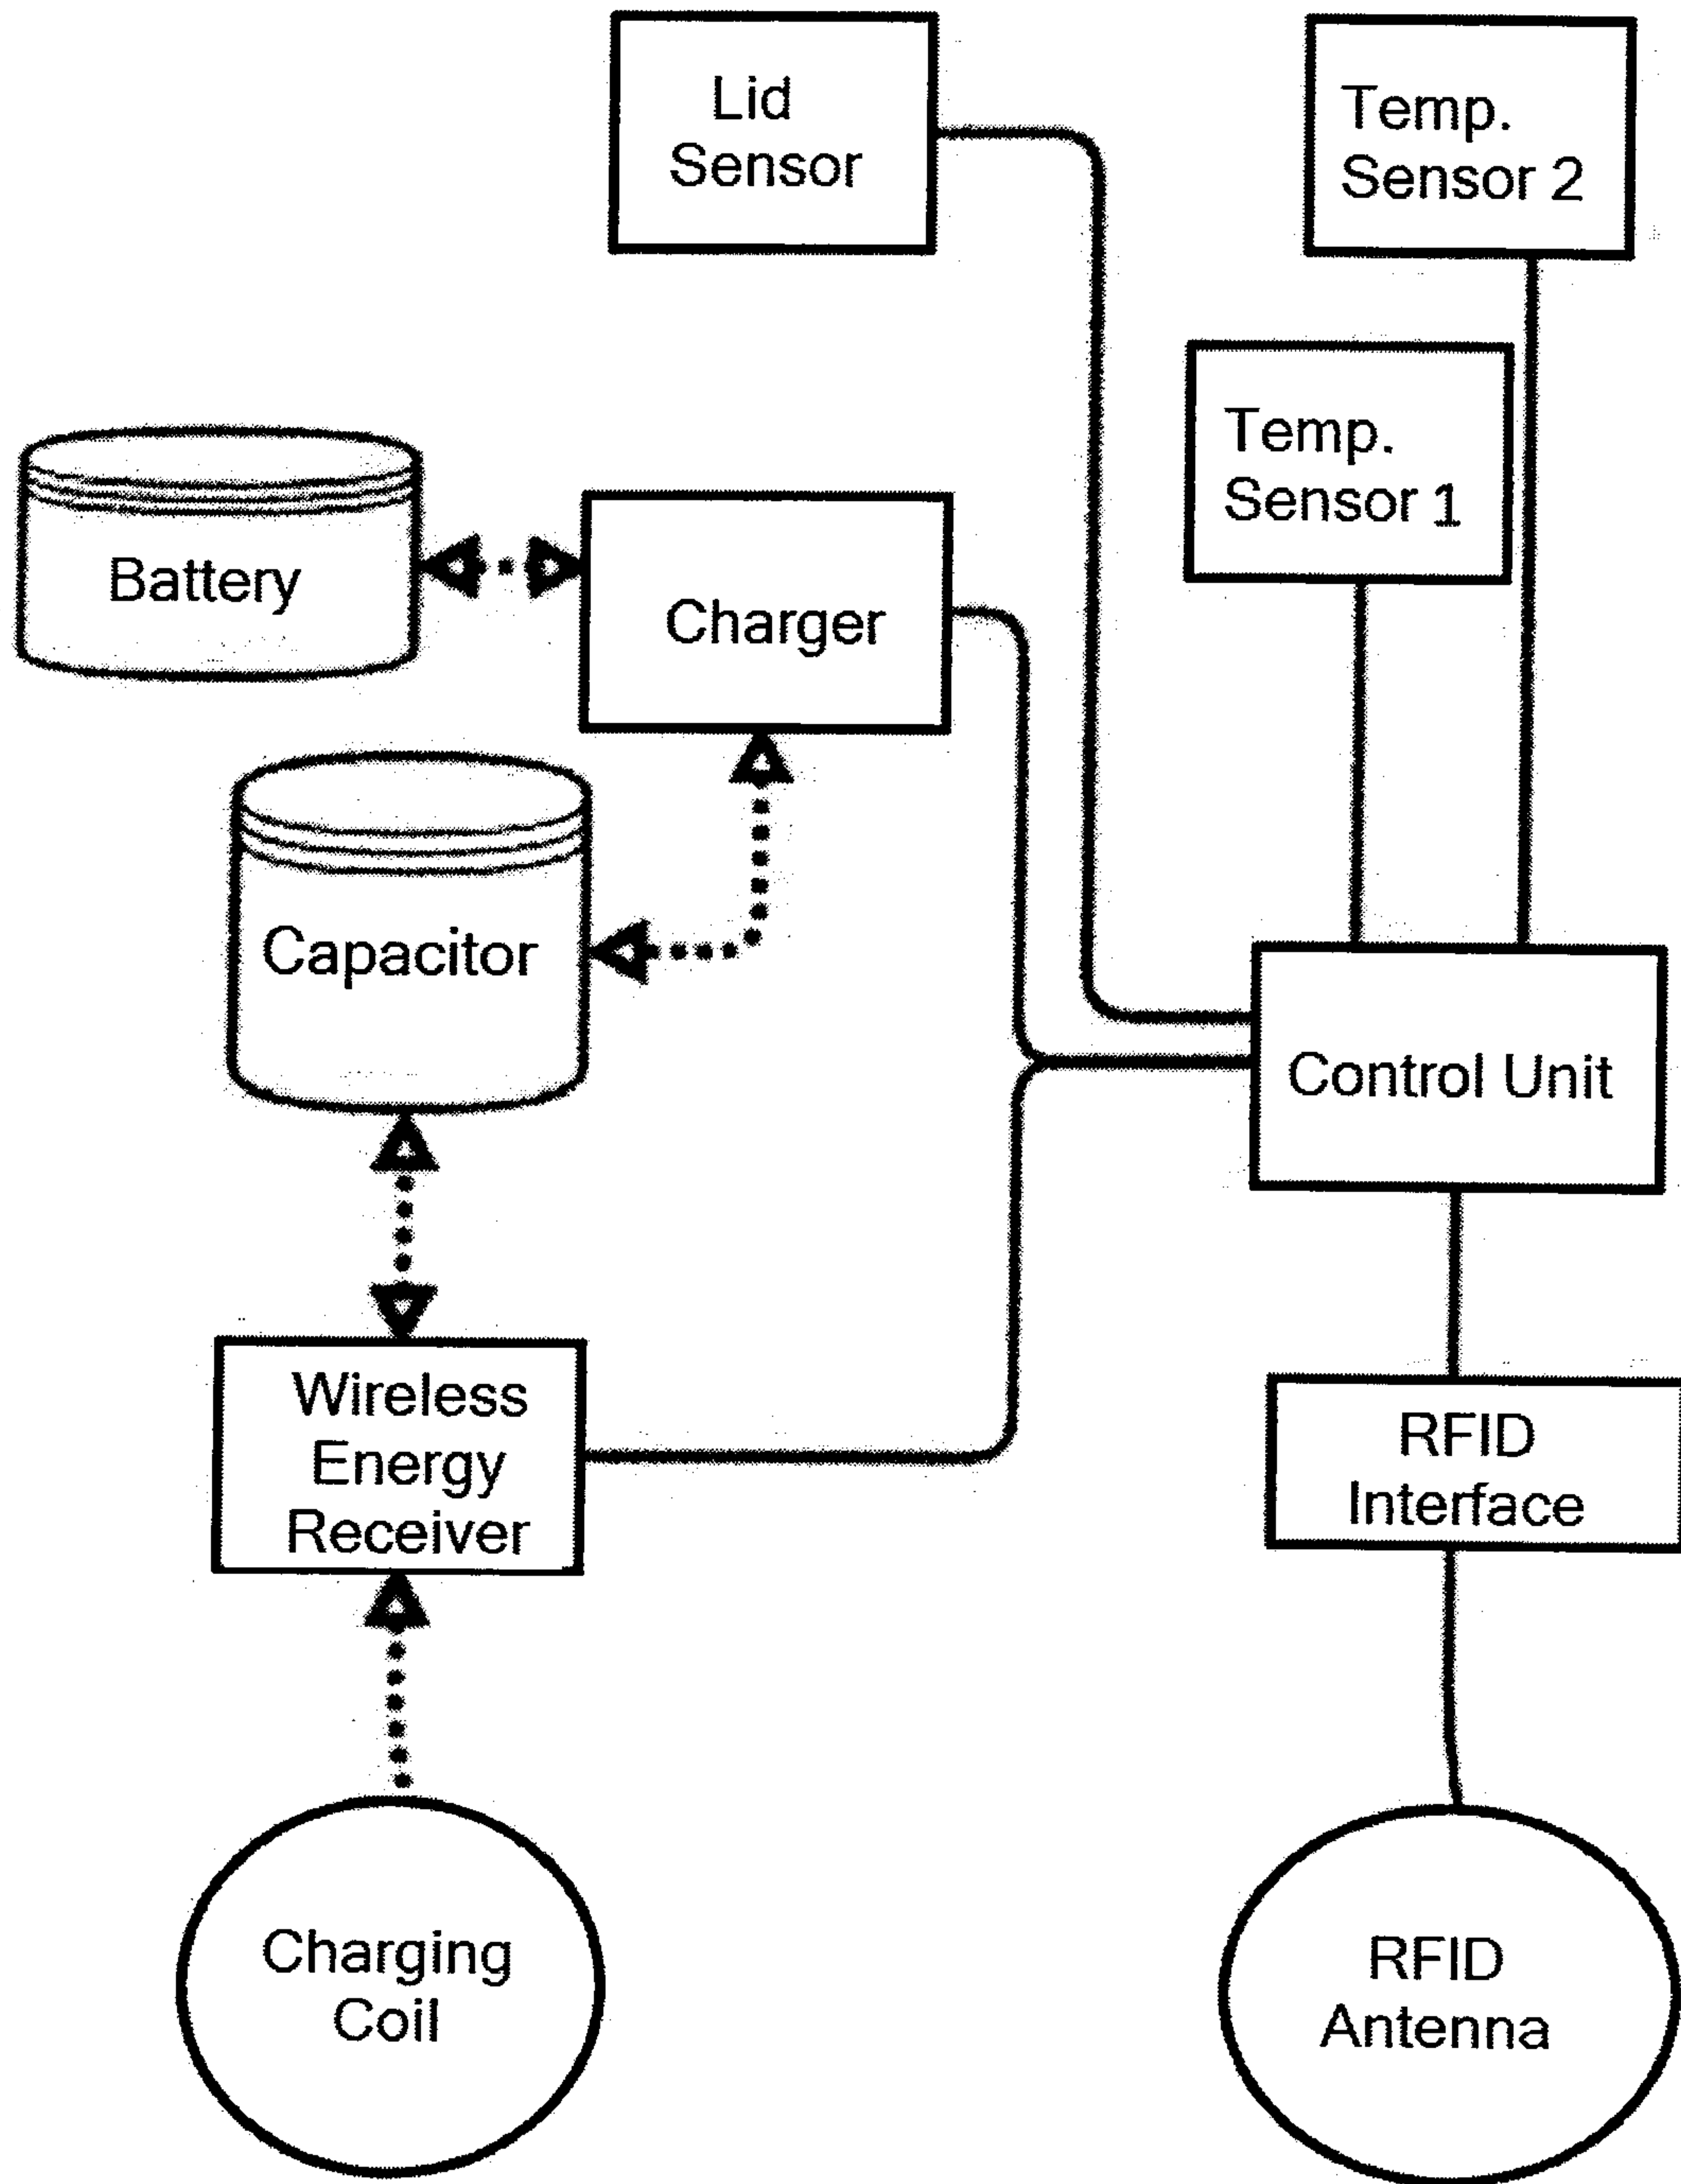 Lid
Sensor
Temp.
Sensor 2
Temp.
Sensor 1
Battery
Charger
Capacitor
Control Unit
Wireless
Energy
Receiver
RFID
Interface
Charging
Coil
RFID
Antenna